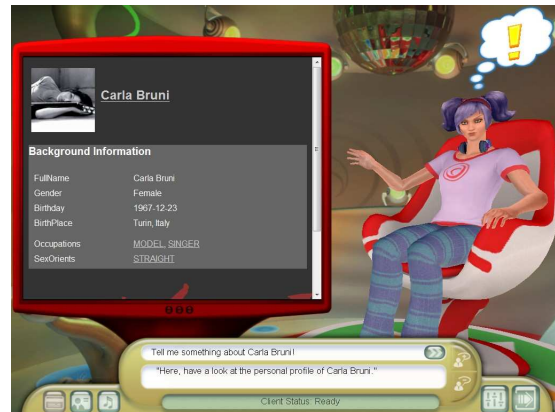 Carla Bruni
Background Information
FullName Carla Bruni
Gender Female
Birthday 1967-12-23
BirthPlace Turin, Italy
Occupations MODEL, SINGER
SexOrients STRAIGHT
Tell me something about Carla Bruni!
"Here, have a look at the personal profile of Carla Bruni."
Client Status: Ready